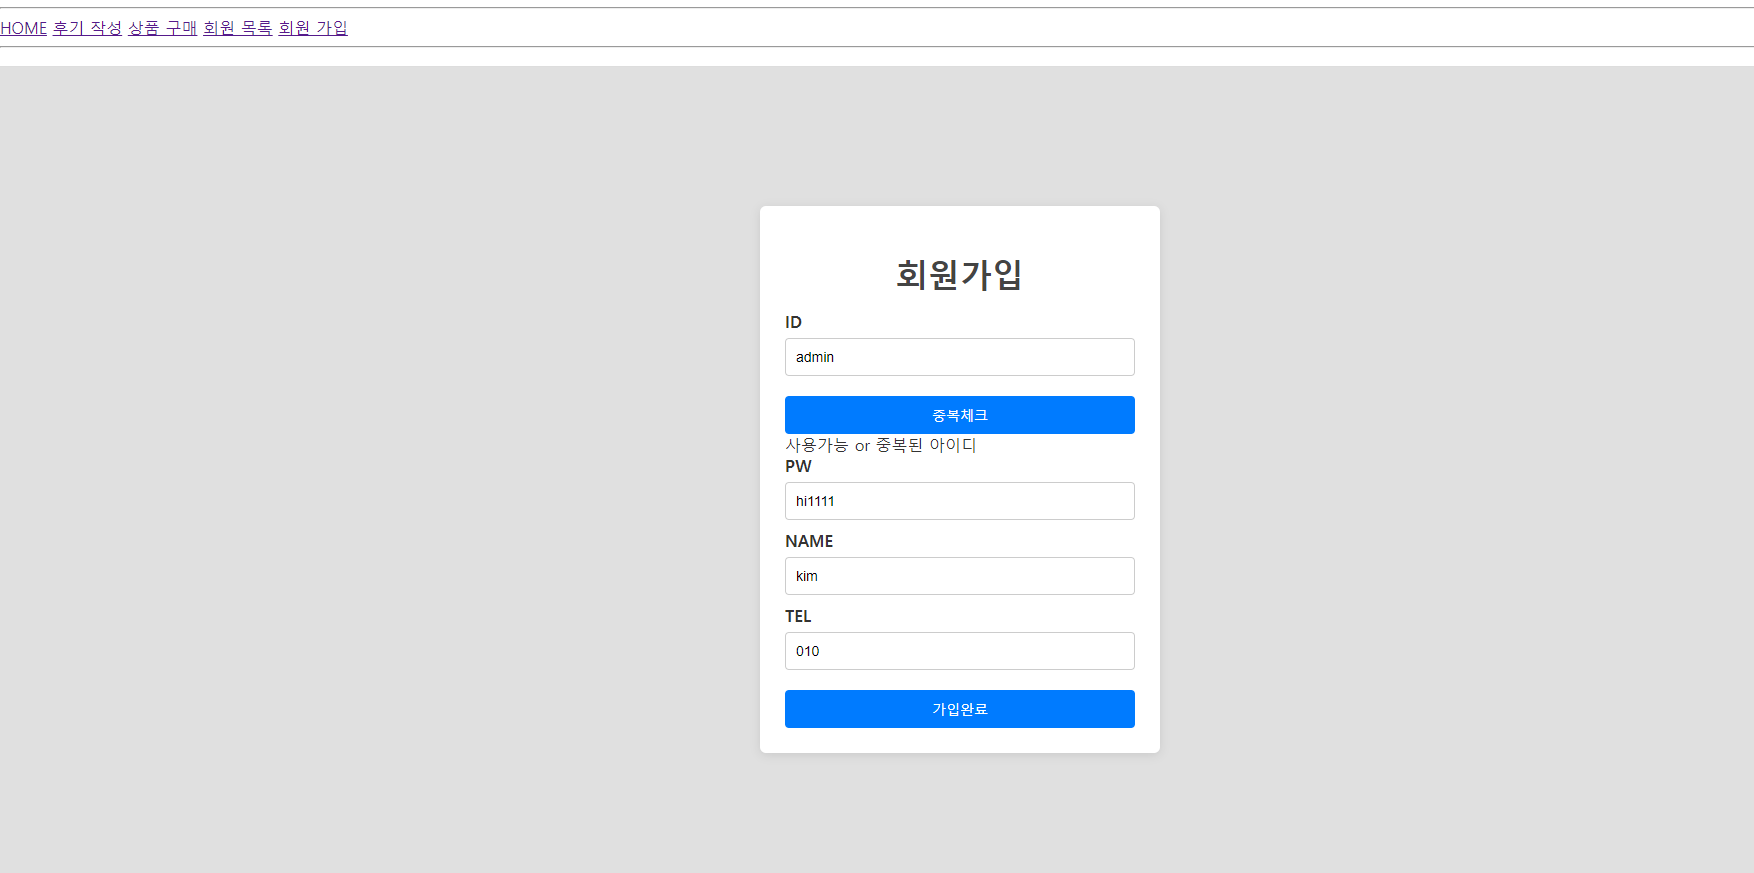 HOME 후기 작성 상품 구매 회원 목록 회원 가입
회원가입
ID
admin
중복체크
사용가능 or 중복된 아이디
PW
hi1111
NAME
kim
TEL
010
가입완료